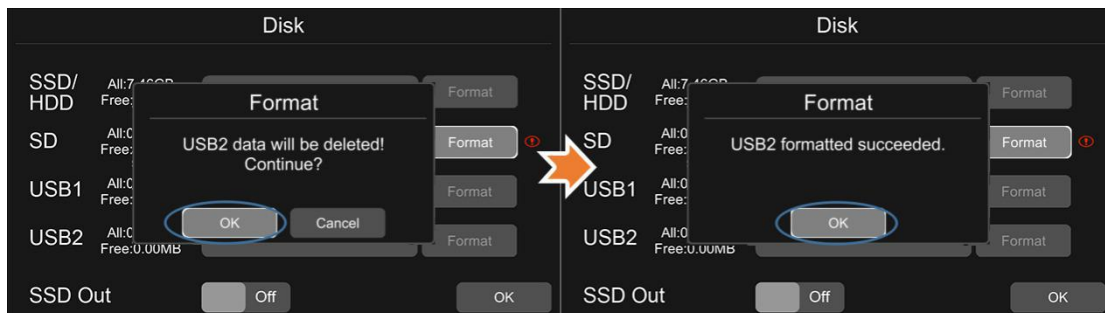 Disk
SSD/
HDD
All:7.46GB
Free:
Format
SD
All:0
Free:
Format
USB1
All:0
Free:
Format
USB2
All:0
Free:0.00MB
Format
Format
USB2 data will be deleted!
Continue?
OK
Cancel
SSD Out
Off
OK
Disk
SSD/
HDD
All:7.46GB
Free:
Format
SD
All:0
Free:
Format
USB1
All:0
Free:
Format
USB2
All:0
Free:0.00MB
Format
Format
USB2 formatted succeeded.
OK
SSD Out
Off
OK